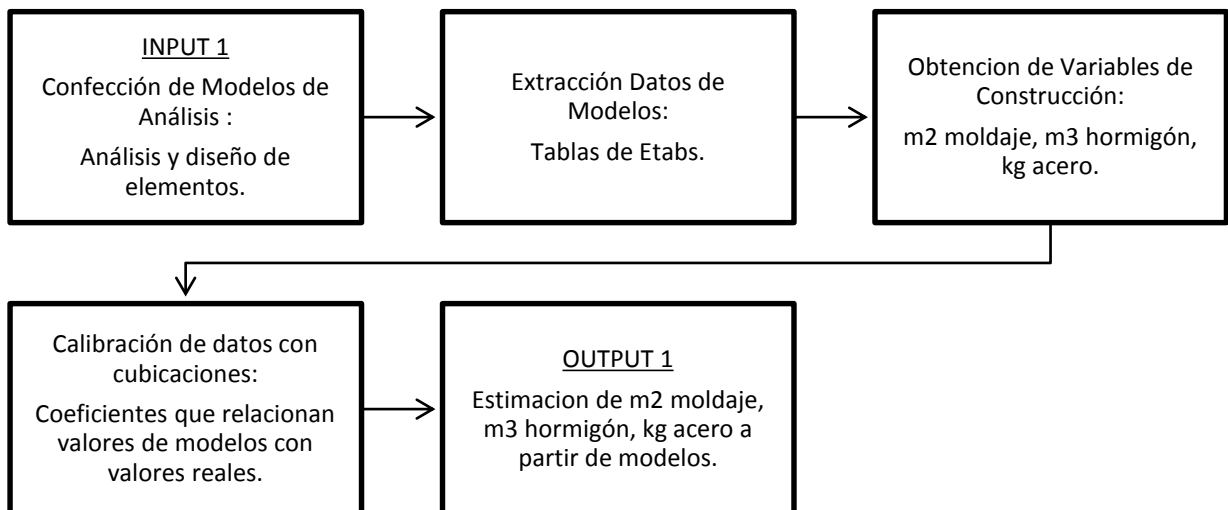 INPUT 1
Confección de Modelos de
Análisis :
Análisis y diseño de
elementos.
Extracción Datos de
Modelos:
Tablas de Etabs.
Obtencion de Variables de
Construcción:
m2 moldaje, m3 hormigón,
kg acero.
Calibración de datos con
cubicaciones:
Coeficientes que relacionan
valores de modelos con
valores reales.
OUTPUT 1
Estimacion de m2 moldaje,
m3 hormigón, kg acero a
partir de modelos.